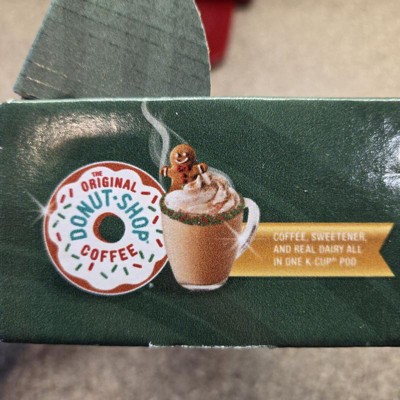 THE
ORIGINAL
DONUT·SHOP
COFFEE
®
COFFEE, SWEETENER,
AND REAL DAIRY ALL
IN ONE K-CUP® POD